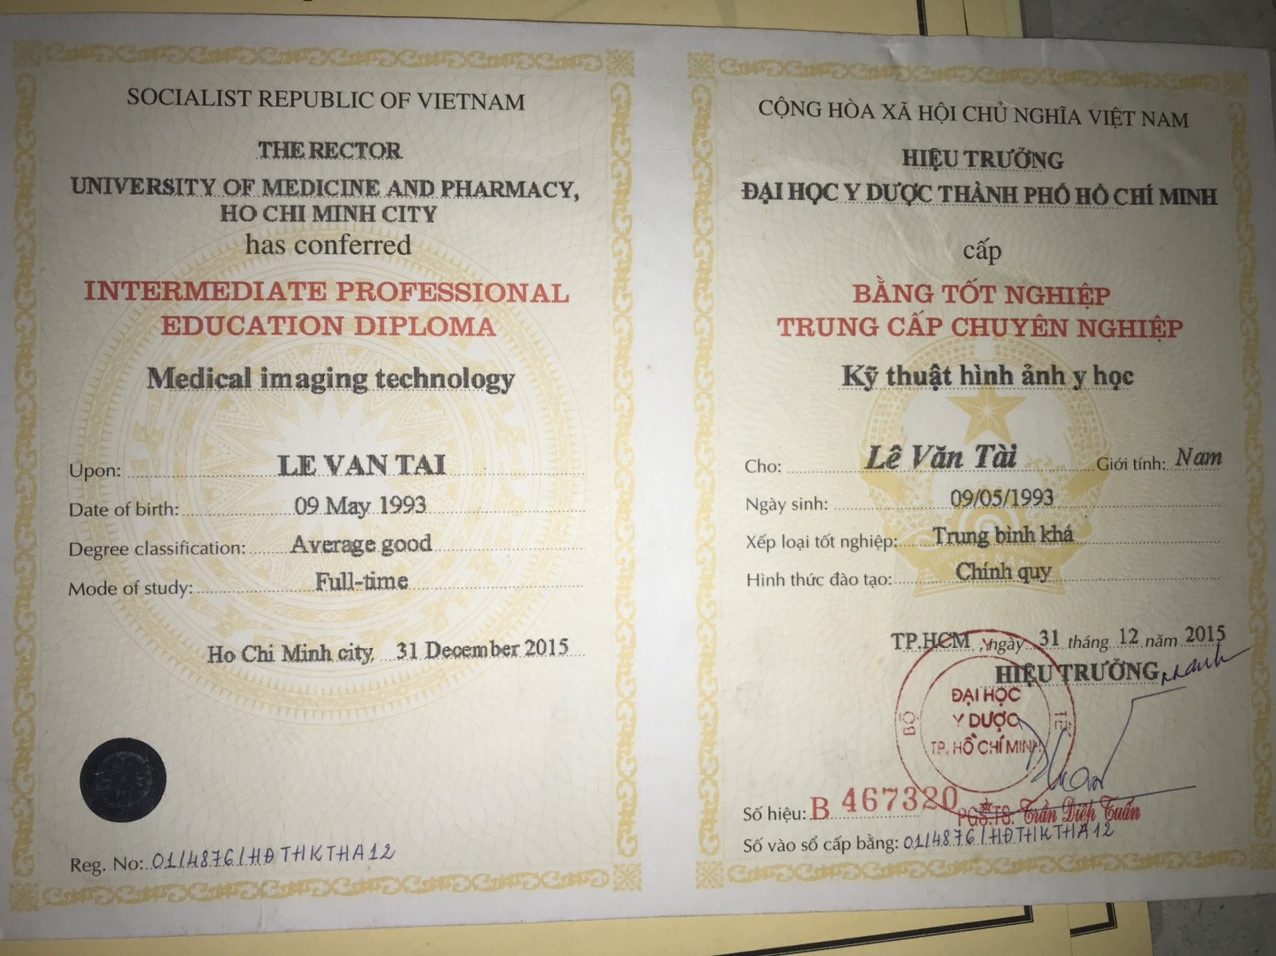 SOCIALIST REPUBLIC OF VIETNAM
THE RECTOR
UNIVERSITY OF MEDICINE AND PHARMACY,
HO CHI MINH CITY
has conferred
INTERMEDIATE PROFESSIONAL
EDUCATION DIPLOMA
Medical imaging technology
Upon: LE VAN TAI
Date of birth: 09 May 1993
Degree classification: Average good
Mode of study: Full-time
Ho Chi Minh city, 31 December 2015
Reg. No: 01/4876/HĐTHKTHA12
CỘNG HÒA XÃ HỘI CHỦ NGHĨA VIỆT NAM
HIỆU TRƯỞNG
ĐẠI HỌC Y DƯỢC THÀNH PHỐ HỒ CHÍ MINH
cấp
BẰNG TỐT NGHIỆP
TRUNG CẤP CHUYÊN NGHIỆP
Kỹ thuật hình ảnh y học
Cho: Lê Văn Tài Giới tính: Nam
Ngày sinh: 09/05/1993
Xếp loại tốt nghiệp: Trung bình khá
Hình thức đào tạo: Chính quy
TP.HCM, ngày 31 tháng 12 năm 2015
HIỆU TRƯỞNG
BỘ
ĐẠI HỌC
Y DƯỢC
TP. HỒ CHÍ MINH
Số hiệu: B 467320
PGS.TS. Trần Diệp Tuấn
Số vào sổ cấp bằng: 01/4876/HĐTHKTHA12